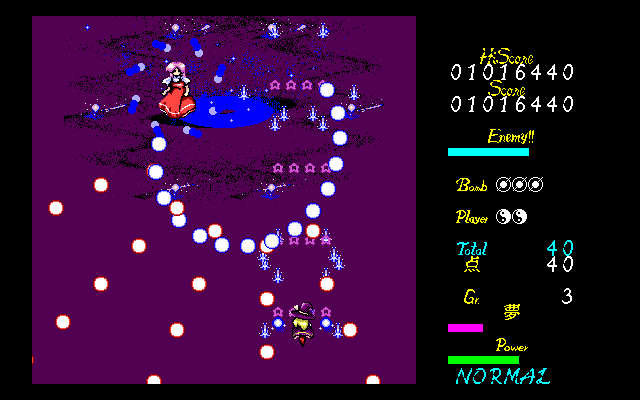 HiScore
01016440
Score
01016440
Enemy!!
Bomb
Player
Total 40
点 40
Gr. 3
夢
Power
NORMAL